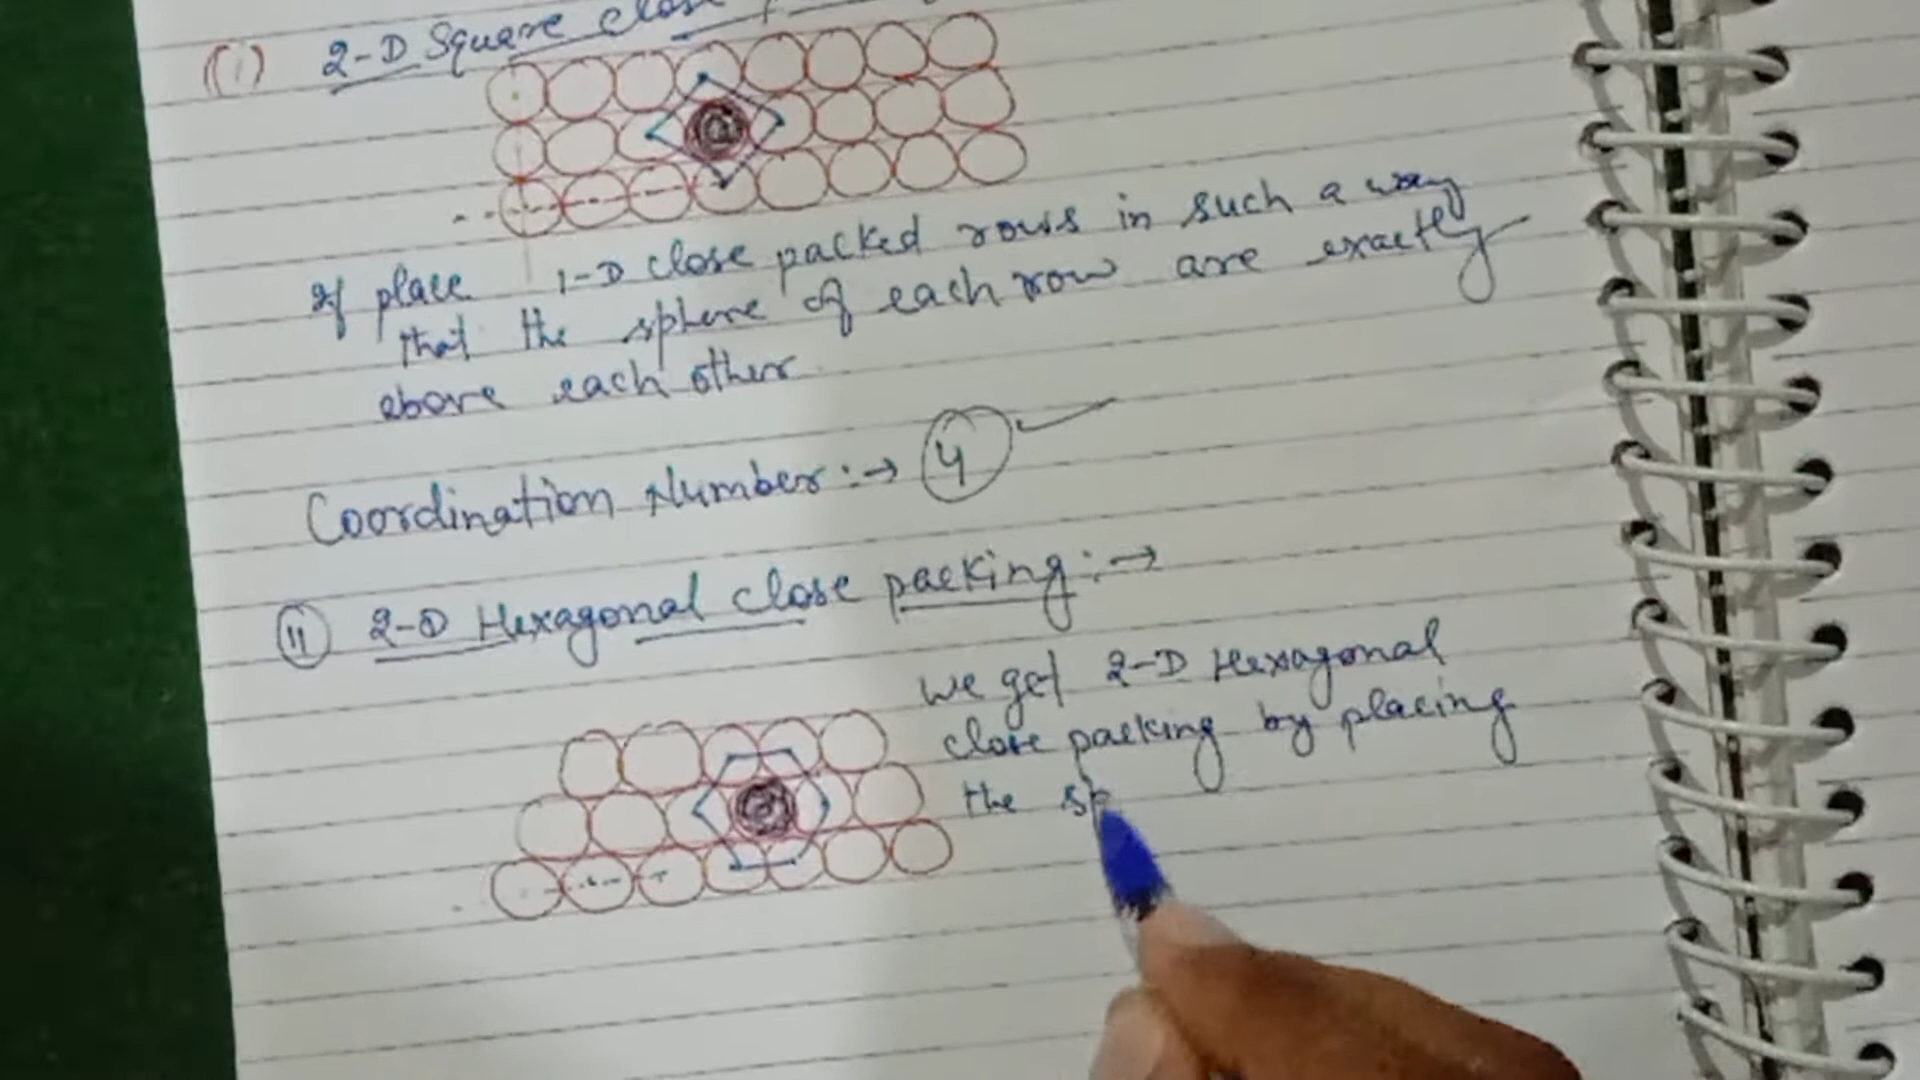 (i) 2-D Square close
If place 1-D close packed rows in such a way
that the sphere of each row are exactly
above each other
Coordination Number :→ 4
(ii) 2-D Hexagonal close packing :→
we get 2-D Hexagonal
close packing by placing
the sp